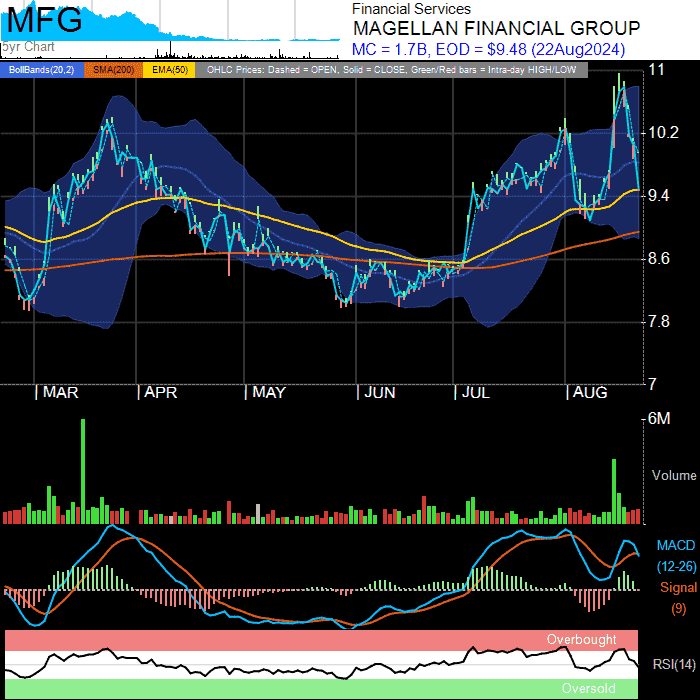 MFG
Financial Services
MAGELLAN FINANCIAL GROUP
5yr Chart
MC = 1.7B, EOD = $9.48 (22Aug2024)
BollBands(20,2) SMA(200) EMA(50) OHLC Prices: Dashed = OPEN, Solid = CLOSE, Green/Red bars = Intra-day HIGH/LOW
11
10.2
9.4
8.6
7.8
7
| MAR | APR | MAY | JUN | JUL | AUG
6M
Volume
MACD
(12-26)
Signal
(9)
Overbought
RSI(14)
Oversold